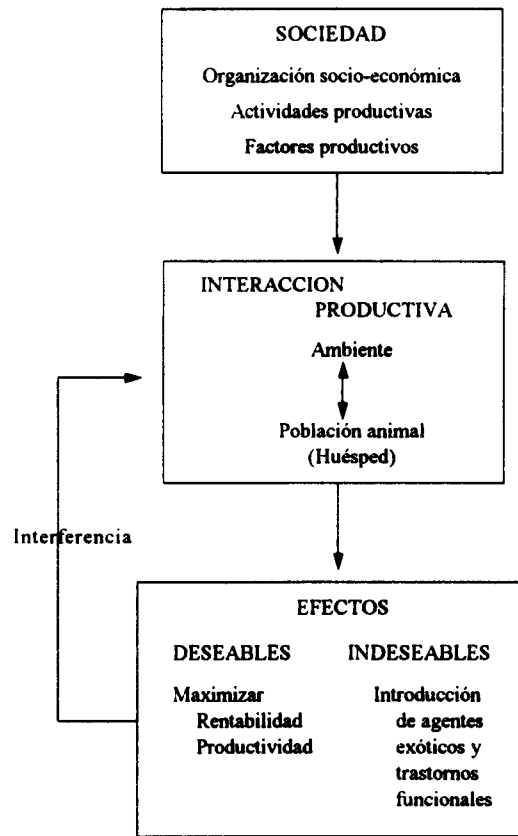 SOCIEDAD
Organización socio-económica
Actividades productivas
Factores productivos
INTERACCION
PRODUCTIVA
Ambiente
Población animal
(Huésped)
Interferencia
EFECTOS
DESEABLES
Maximizar
Rentabilidad
Productividad
INDESEABLES
Introducción
de agentes
exóticos y
trastornos
funcionales